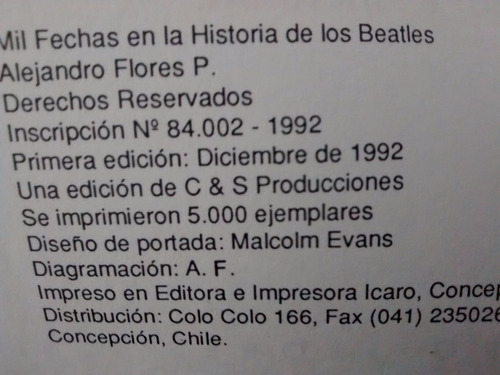 Mil Fechas en la Historia de los Beatles
Alejandro Flores P.
Derechos Reservados
Inscripción Nº 84.002 - 1992
Primera edición: Diciembre de 1992
Una edición de C & S Producciones
Se imprimieron 5.000 ejemplares
Diseño de portada: Malcolm Evans
Diagramación: A. F.
Impreso en Editora e Impresora Icaro,
Distribución: Colo Colo 166, Fax (041) 235026
Concepción, Chile.